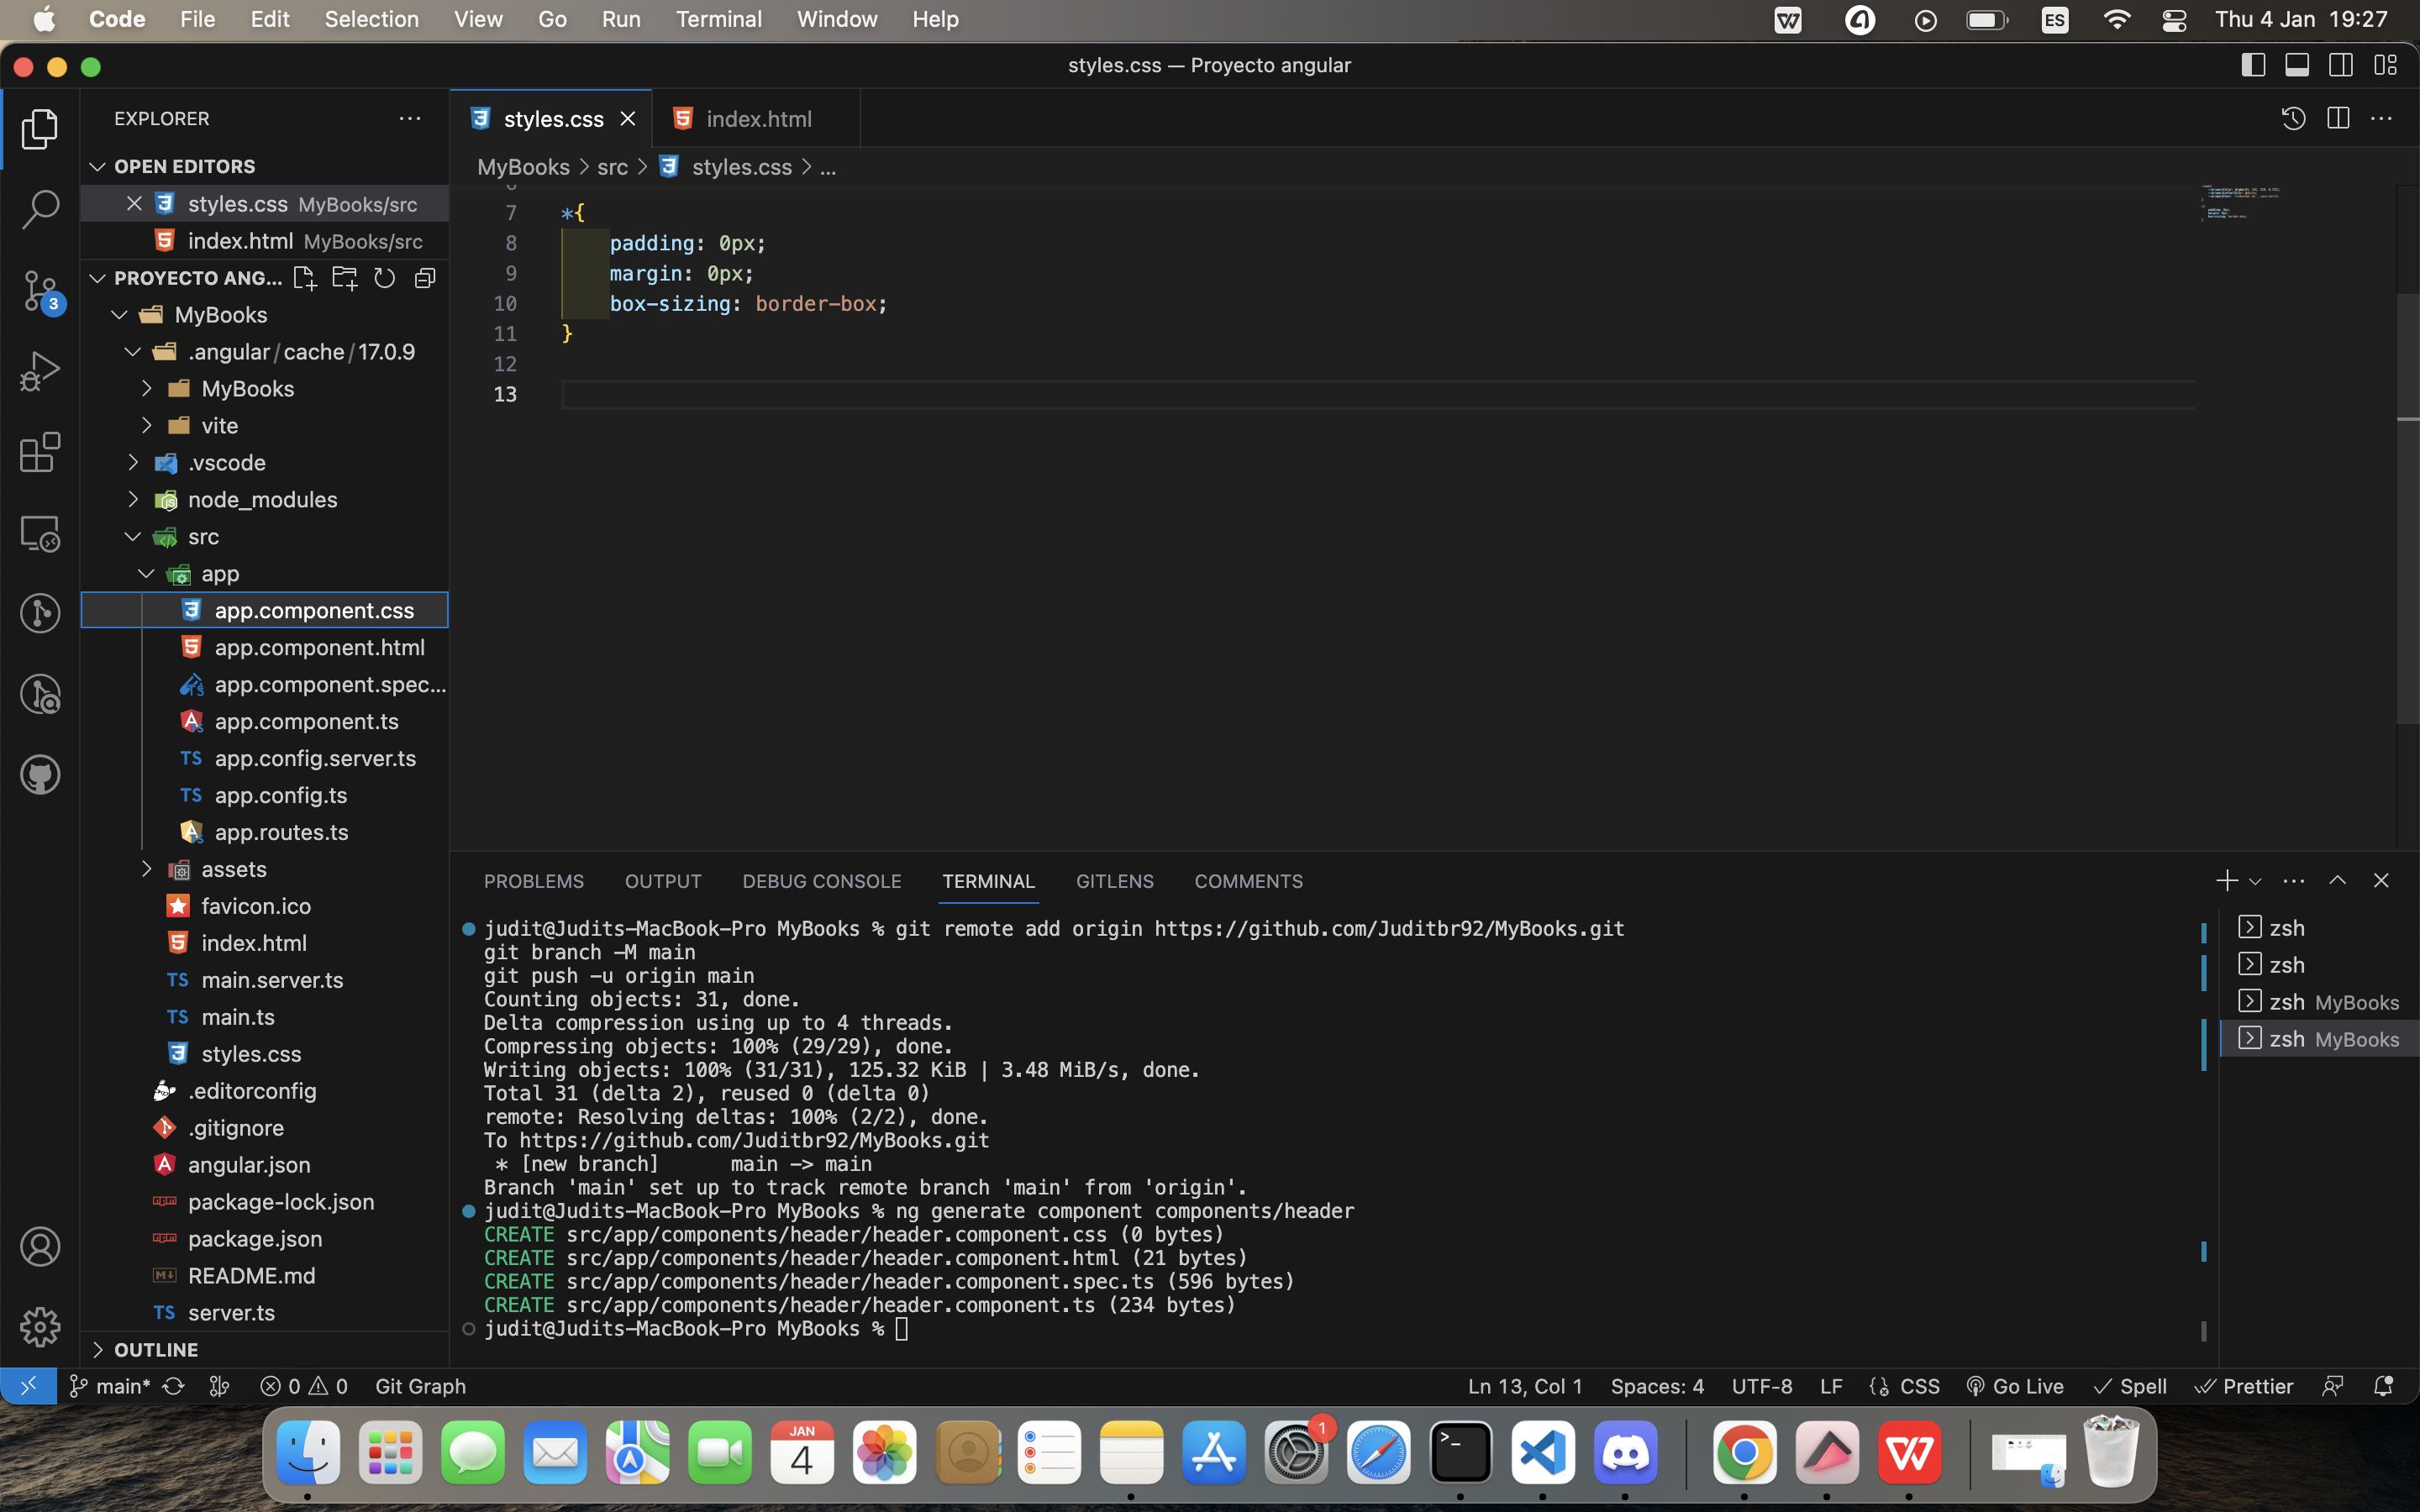 Code File Edit Selection View Go Run Terminal Window Help ES Thu 4 Jan 19:27
styles.css — Proyecto angular
EXPLORER
OPEN EDITORS
styles.css MyBooks/src
index.html MyBooks/src
PROYECTO ANG...
MyBooks
.angular/cache/17.0.9
MyBooks
vite
.vscode
node_modules
src
app
app.component.css
app.component.html
app.component.spec...
app.component.ts
TS app.config.server.ts
TS app.config.ts
app.routes.ts
assets
favicon.ico
index.html
TS main.server.ts
TS main.ts
styles.css
.editorconfig
.gitignore
angular.json
package-lock.json
package.json
README.md
TS server.ts
OUTLINE
3
styles.css index.html
MyBooks > src > styles.css > ...
7 *{
8 padding: 0px;
9 margin: 0px;
10 box-sizing: border-box;
11 }
12
13
PROBLEMS OUTPUT DEBUG CONSOLE TERMINAL GITLENS COMMENTS
judit@Judits-MacBook-Pro MyBooks % git remote add origin https://github.com/Juditbr92/MyBooks.git
git branch -M main
git push -u origin main
Counting objects: 31, done.
Delta compression using up to 4 threads.
Compressing objects: 100% (29/29), done.
Writing objects: 100% (31/31), 125.32 KiB | 3.48 MiB/s, done.
Total 31 (delta 2), reused 0 (delta 0)
remote: Resolving deltas: 100% (2/2), done.
To https://github.com/Juditbr92/MyBooks.git
* [new branch] main -> main
Branch 'main' set up to track remote branch 'main' from 'origin'.
judit@Judits-MacBook-Pro MyBooks % ng generate component components/header
CREATE src/app/components/header/header.component.css (0 bytes)
CREATE src/app/components/header/header.component.html (21 bytes)
CREATE src/app/components/header/header.component.spec.ts (596 bytes)
CREATE src/app/components/header/header.component.ts (234 bytes)
judit@Judits-MacBook-Pro MyBooks %
zsh
zsh
zsh MyBooks
zsh MyBooks
main* 0 0 Git Graph Ln 13, Col 1 Spaces: 4 UTF-8 LF CSS Go Live Spell Prettier
JAN
4
1